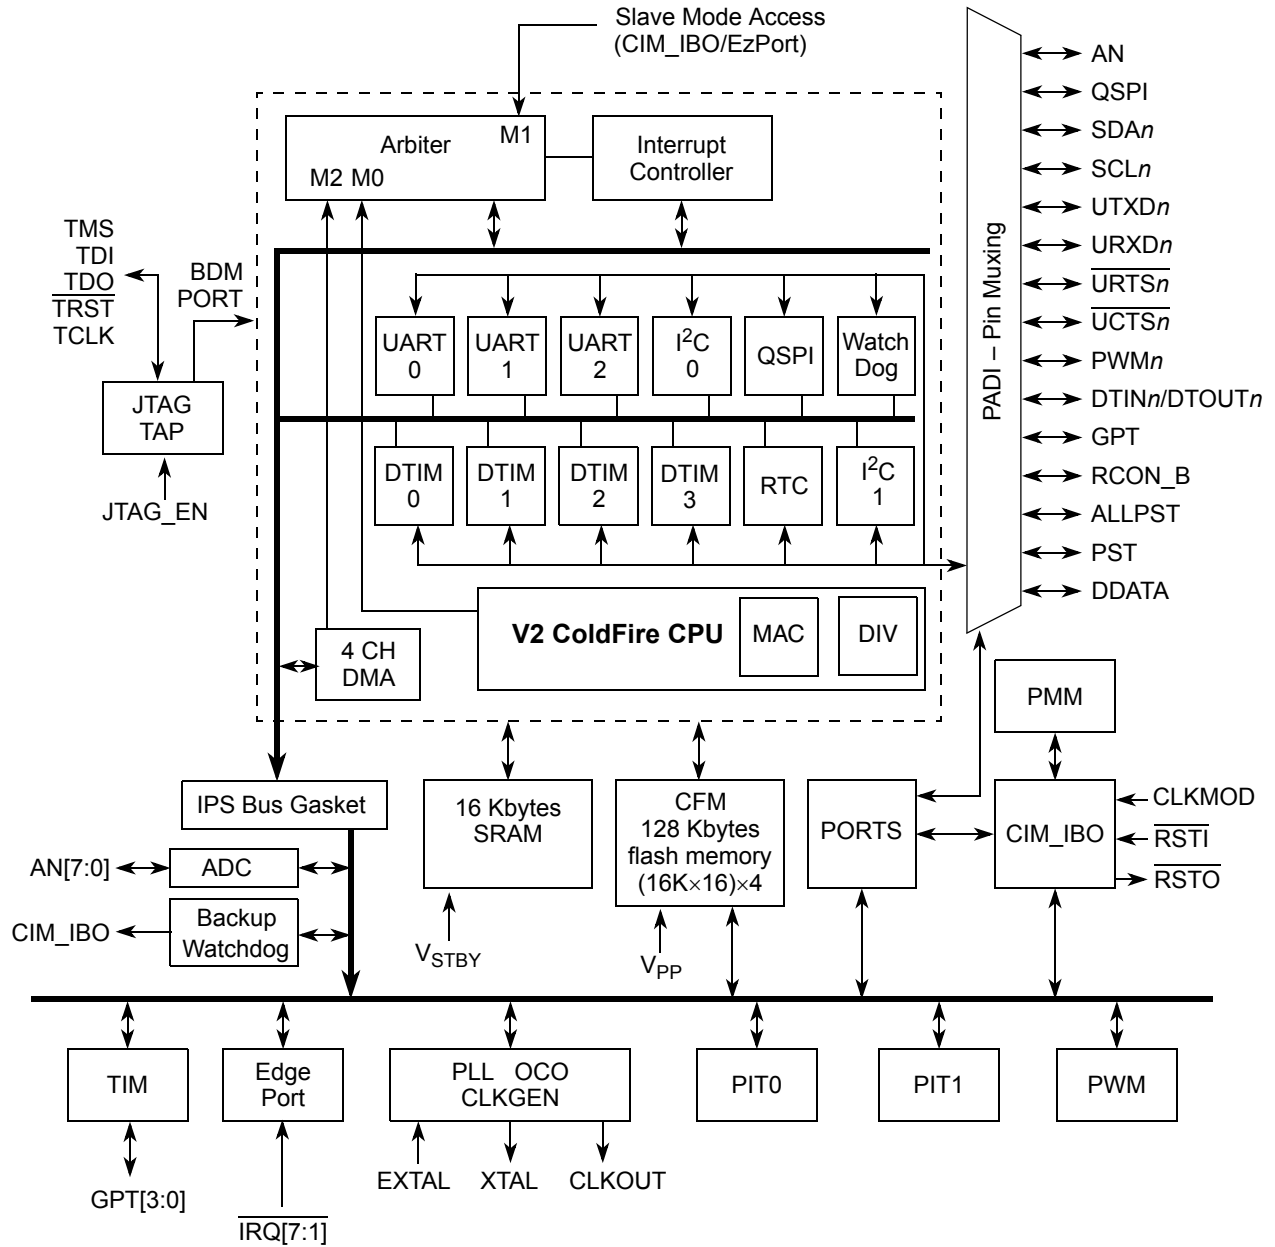 Slave Mode Access
(CIM_IBO/EzPort)
Arbiter
M1
M2 M0
Interrupt
Controller
TMS
TDI
TDO
TRST
TCLK
BDM
PORT
JTAG
TAP
JTAG_EN
UART
0
UART
1
UART
2
I²C
0
QSPI
Watch
Dog
DTIM
0
DTIM
1
DTIM
2
DTIM
3
RTC
I²C
1
V2 ColdFire CPU
MAC
DIV
4 CH
DMA
PADI – Pin Muxing
AN
QSPI
SDAn
SCLn
UTXDn
URXDn
URTSn
UCTSn
PWMn
DTINn/DTOUTn
GPT
RCON_B
ALLPST
PST
DDATA
PMM
IPS Bus Gasket
16 Kbytes
SRAM
CFM
128 Kbytes
flash memory
(16K×16)×4
PORTS
CIM_IBO
CLKMOD
RSTI
RSTO
AN[7:0]
ADC
CIM_IBO
Backup
Watchdog
VSTBY
VPP
TIM
Edge
Port
PLL OCO
CLKGEN
PIT0
PIT1
PWM
EXTAL
XTAL
CLKOUT
GPT[3:0]
IRQ[7:1]